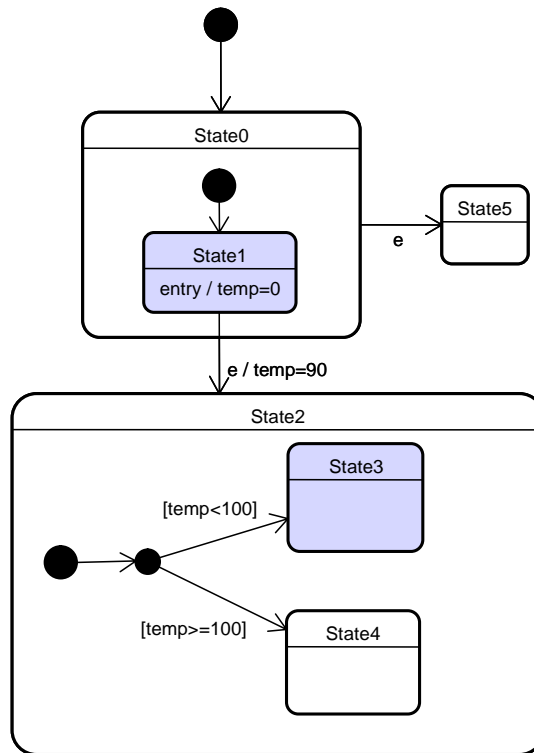 State0
State5
State1
e
entry / temp=0
e / temp=90
State2
State3
[temp<100]
[temp>=100]
State4